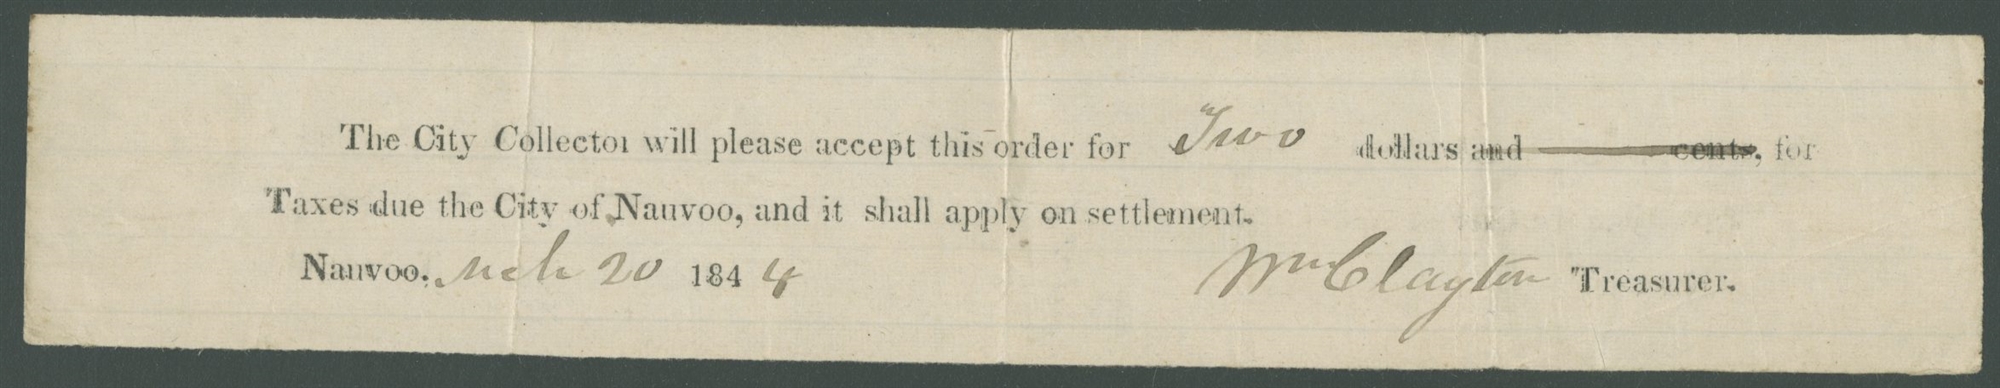 The City Collector will please accept this order for Two dollars and cents, for
Taxes due the City of Nauvoo, and it shall apply on settlement.
Nauvoo, Mch 20 1844 Wm Clayton Treasurer.